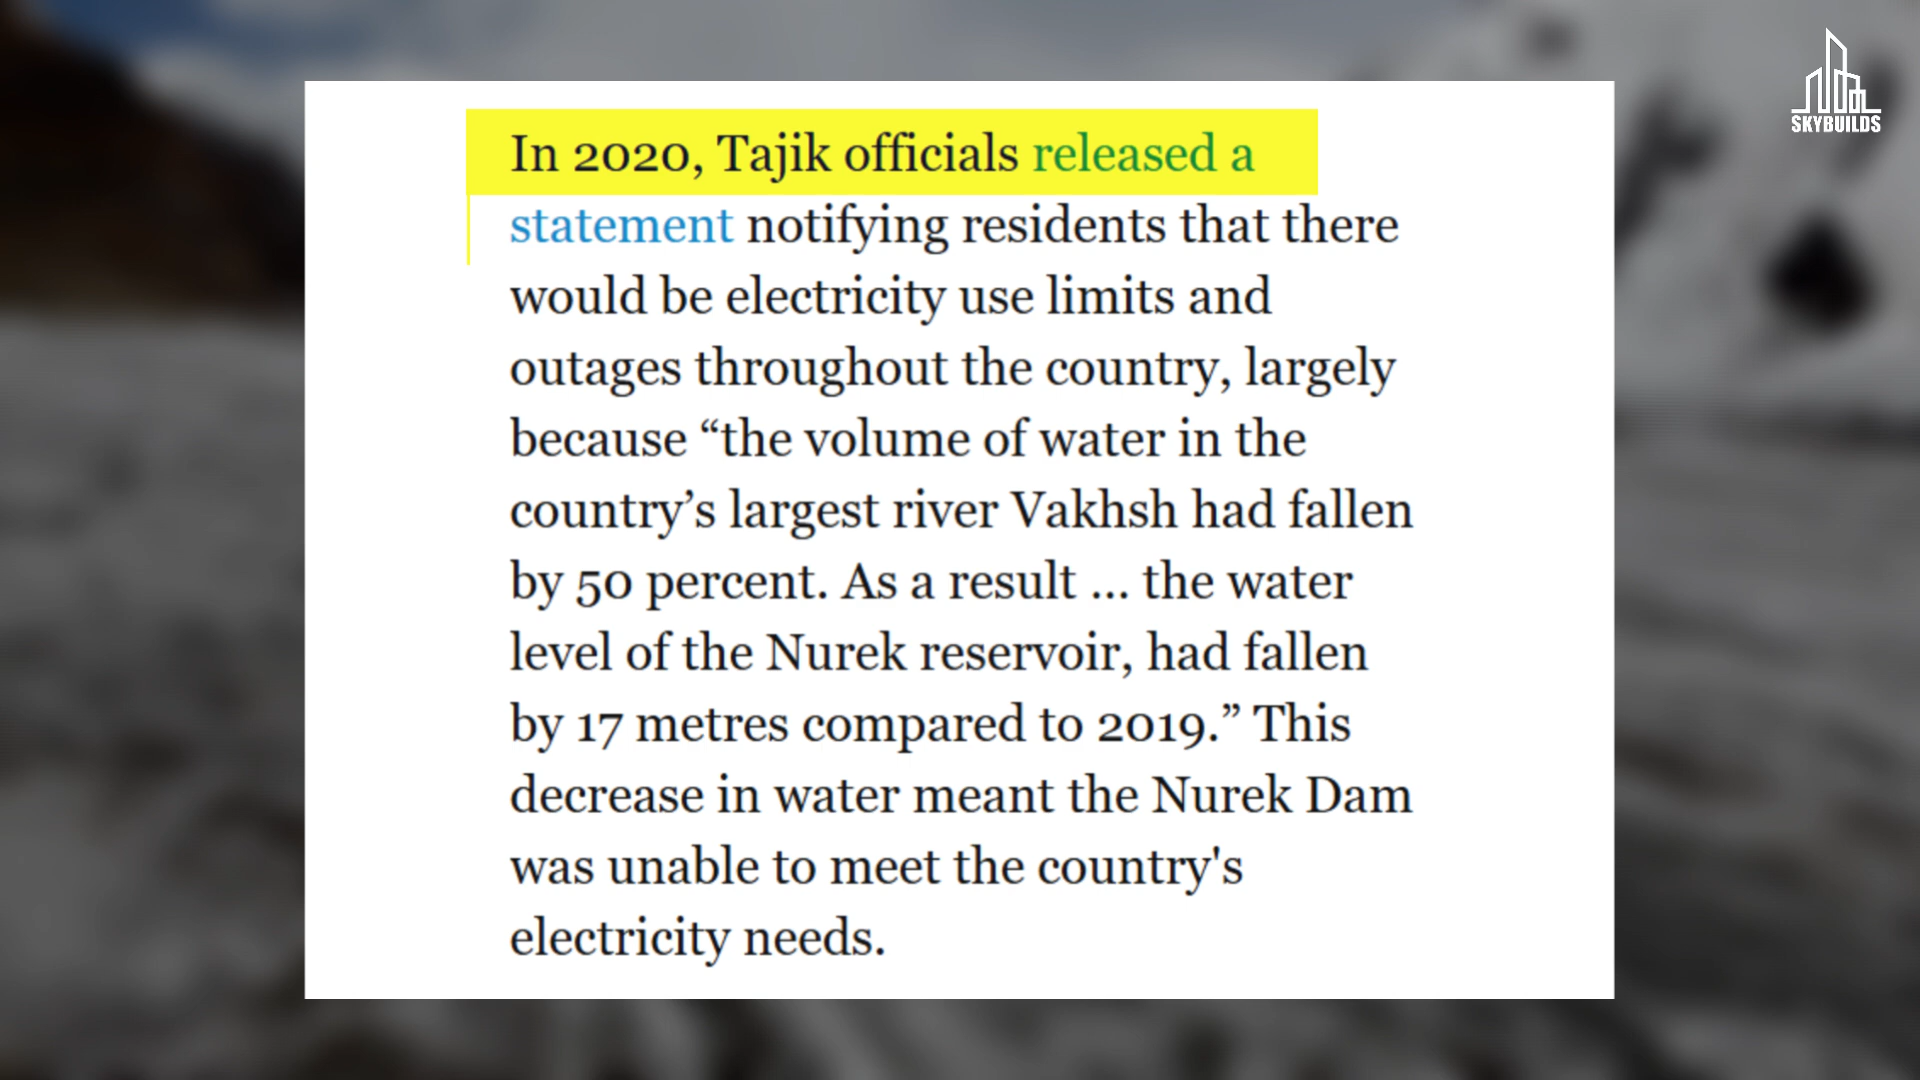 SKYBUILDS
In 2020, Tajik officials released a
statement notifying residents that there
would be electricity use limits and
outages throughout the country, largely
because “the volume of water in the
country’s largest river Vakhsh had fallen
by 50 percent. As a result ... the water
level of the Nurek reservoir, had fallen
by 17 metres compared to 2019.” This
decrease in water meant the Nurek Dam
was unable to meet the country's
electricity needs.